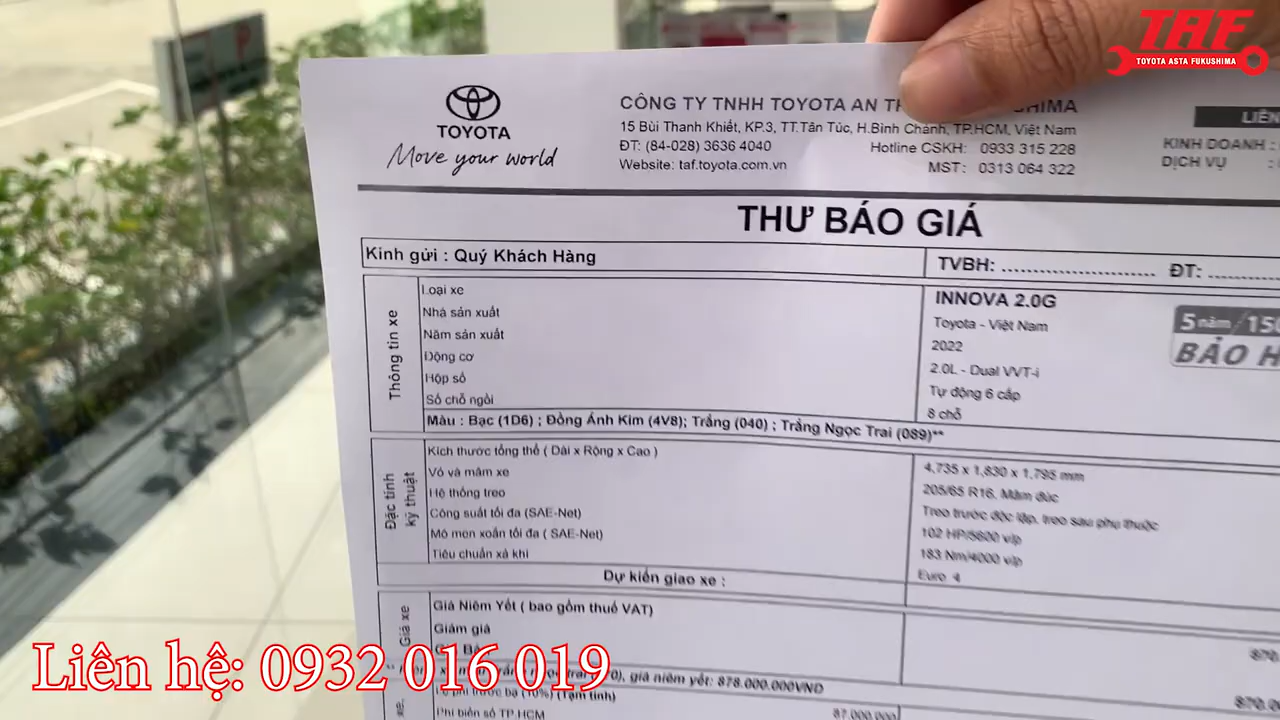 TAF
TOYOTA ASTA FUKUSHIMA
P
TOYOTA
Move your world
CÔNG TY TNHH TOYOTA AN
15 Bùi Thanh Khiết, KP.3, TT.Tân Túc, H.Bình Chánh, TP.HCM, Việt Nam
ĐT: (84-028) 3636 4040 Hotline CSKH: 0933 315 228
Website: taf.toyota.com.vn MST: 0313 064 322
KINH DOANH :
DỊCH VỤ :
THƯ BÁO GIÁ
Kính gửi : Quý Khách Hàng
TVBH: ........................... ĐT: ............
Thông tin xe
Loại xe INNOVA 2.0G
Nhà sản xuất Toyota - Việt Nam
Năm sản xuất 2022
Động cơ 2.0L - Dual VVT-i
Hộp số Tự động 6 cấp
Số chỗ ngồi 8 chỗ
5 năm
BẢO
Màu : Bạc (1D6) ; Đồng Ánh Kim (4V8); Trắng (040) ; Trắng Ngọc Trai (089)**
Đặc tính kỹ thuật
Kích thước tổng thể ( Dài x Rộng x Cao ) 4,735 x 1,830 x 1,795 mm
Vỏ và mâm xe 205/65 R16, Mâm đúc
Hệ thống treo Treo trước độc lập, treo sau phụ thuộc
Công suất tối đa (SAE-Net) 102 HP/5600 v/p
Mô men xoắn tối đa ( SAE-Net) 183 Nm/4000 v/p
Tiêu chuẩn xả khí Euro 4
Dự kiến giao xe :
Giá xe
Giá Niêm Yết ( bao gồm thuế VAT)
Giảm giá
giá niêm yết: 878.000.000VND
Lệ phí trước bạ (10%) (Tạm tính) 87.000.000
Phí biển số TP.HCM
Liên hệ: 0932 016 019